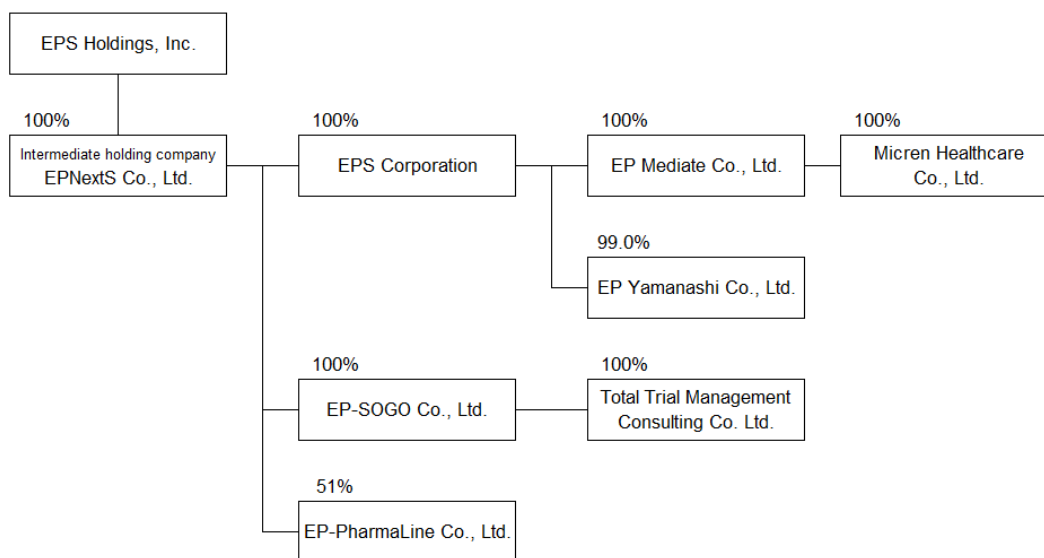 EPS Holdings, Inc.
100%
Intermediate holding company
EPNextS Co., Ltd.
100%
EPS Corporation
100%
EP Mediate Co., Ltd.
100%
Micren Healthcare
Co., Ltd.
99.0%
EP Yamanashi Co., Ltd.
100%
EP-SOGO Co., Ltd.
100%
Total Trial Management
Consulting Co. Ltd.
51%
EP-PharmaLine Co., Ltd.